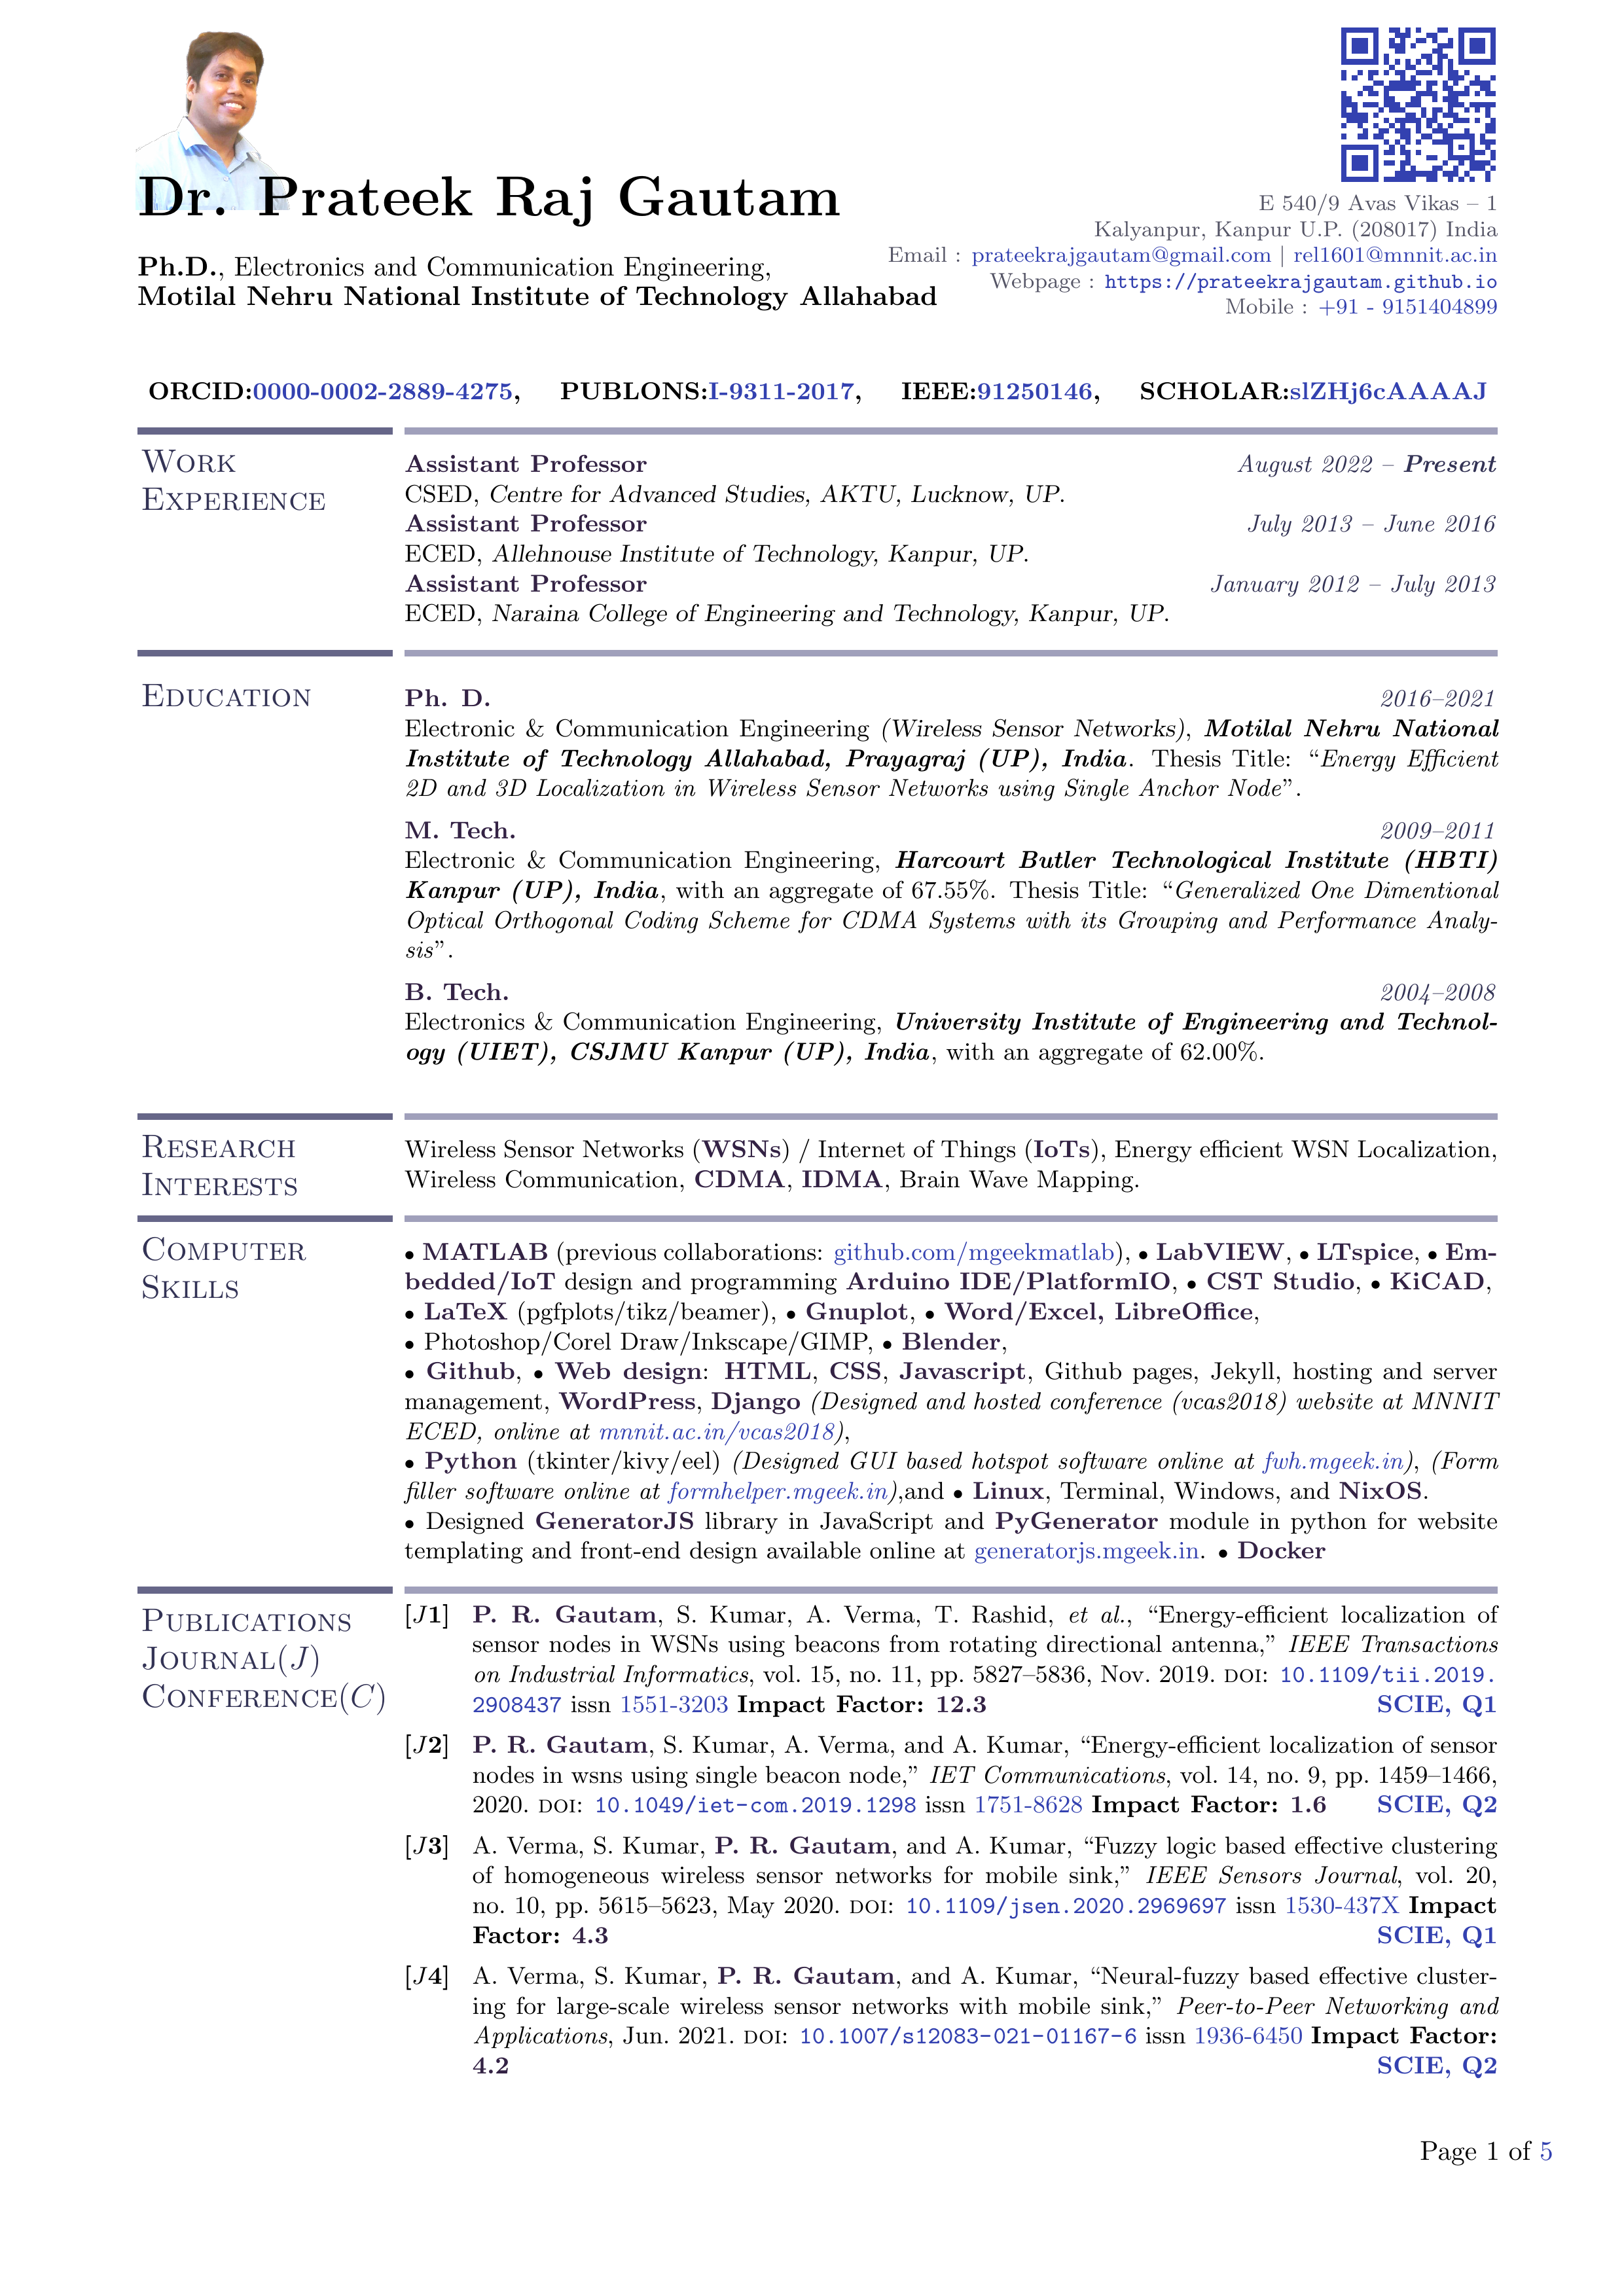 Dr. Prateek Raj Gautam
Ph.D., Electronics and Communication Engineering,
Motilal Nehru National Institute of Technology Allahabad
E 540/9 Avas Vikas – 1
Kalyanpur, Kanpur U.P. (208017) India
Email : prateekrajgautam@gmail.com | rel1601@mnnit.ac.in
Webpage : https://prateekrajgautam.github.io
Mobile : +91 - 9151404899
ORCID:0000-0002-2889-4275, PUBLONS:I-9311-2017, IEEE:91250146, SCHOLAR:slZHj6cAAAAJ
Work
Experience
Assistant Professor August 2022 – Present
CSED, Centre for Advanced Studies, AKTU, Lucknow, UP.
Assistant Professor July 2013 – June 2016
ECED, Allehnouse Institute of Technology, Kanpur, UP.
Assistant Professor January 2012 – July 2013
ECED, Naraina College of Engineering and Technology, Kanpur, UP.
Education
Ph. D. 2016–2021
Electronic & Communication Engineering (Wireless Sensor Networks), Motilal Nehru National
Institute of Technology Allahabad, Prayagraj (UP), India. Thesis Title: “Energy Efficient
2D and 3D Localization in Wireless Sensor Networks using Single Anchor Node”.
M. Tech. 2009–2011
Electronic & Communication Engineering, Harcourt Butler Technological Institute (HBTI)
Kanpur (UP), India, with an aggregate of 67.55%. Thesis Title: “Generalized One Dimentional
Optical Orthogonal Coding Scheme for CDMA Systems with its Grouping and Performance Analy-
sis”.
B. Tech. 2004–2008
Electronics & Communication Engineering, University Institute of Engineering and Technol-
ogy (UIET), CSJMU Kanpur (UP), India, with an aggregate of 62.00%.
Research
Interests
Wireless Sensor Networks (WSNs) / Internet of Things (IoTs), Energy efficient WSN Localization,
Wireless Communication, CDMA, IDMA, Brain Wave Mapping.
Computer
Skills
• MATLAB (previous collaborations: github.com/mgeekmatlab), • LabVIEW, • LTspice, • Em-
bedded/IoT design and programming Arduino IDE/PlatformIO, • CST Studio, • KiCAD,
• LaTeX (pgfplots/tikz/beamer), • Gnuplot, • Word/Excel, LibreOffice,
• Photoshop/Corel Draw/Inkscape/GIMP, • Blender,
• Github, • Web design: HTML, CSS, Javascript, Github pages, Jekyll, hosting and server
management, WordPress, Django (Designed and hosted conference (vcas2018) website at MNNIT
ECED, online at mnnit.ac.in/vcas2018),
• Python (tkinter/kivy/eel) (Designed GUI based hotspot software online at fwh.mgeek.in), (Form
filler software online at formhelper.mgeek.in),and • Linux, Terminal, Windows, and NixOS.
• Designed GeneratorJS library in JavaScript and PyGenerator module in python for website
templating and front-end design available online at generatorjs.mgeek.in. • Docker
Publications
Journal(J)
Conference(C)
[J1] P. R. Gautam, S. Kumar, A. Verma, T. Rashid, et al., “Energy-efficient localization of
sensor nodes in WSNs using beacons from rotating directional antenna,” IEEE Transactions
on Industrial Informatics, vol. 15, no. 11, pp. 5827–5836, Nov. 2019. doi: 10.1109/tii.2019.
2908437 issn 1551-3203 Impact Factor: 12.3 SCIE, Q1
[J2] P. R. Gautam, S. Kumar, A. Verma, and A. Kumar, “Energy-efficient localization of sensor
nodes in wsns using single beacon node,” IET Communications, vol. 14, no. 9, pp. 1459–1466,
2020. doi: 10.1049/iet-com.2019.1298 issn 1751-8628 Impact Factor: 1.6 SCIE, Q2
[J3] A. Verma, S. Kumar, P. R. Gautam, and A. Kumar, “Fuzzy logic based effective clustering
of homogeneous wireless sensor networks for mobile sink,” IEEE Sensors Journal, vol. 20,
no. 10, pp. 5615–5623, May 2020. doi: 10.1109/jsen.2020.2969697 issn 1530-437X Impact
Factor: 4.3 SCIE, Q1
[J4] A. Verma, S. Kumar, P. R. Gautam, and A. Kumar, “Neural-fuzzy based effective cluster-
ing for large-scale wireless sensor networks with mobile sink,” Peer-to-Peer Networking and
Applications, Jun. 2021. doi: 10.1007/s12083-021-01167-6 issn 1936-6450 Impact Factor:
4.2 SCIE, Q2
Page 1 of 5